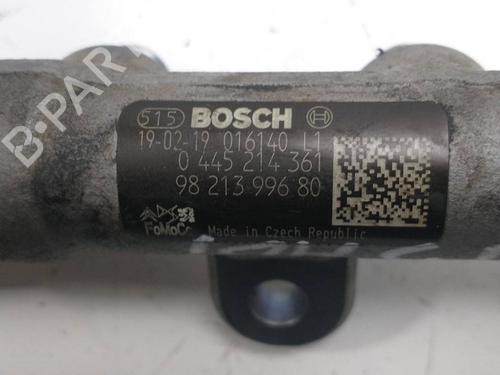 515 BOSCH
19-02-19 016140 L1
0 445 214 361
98 213 996 80
FoMoCo Made in Czech Republic
B-PARTS